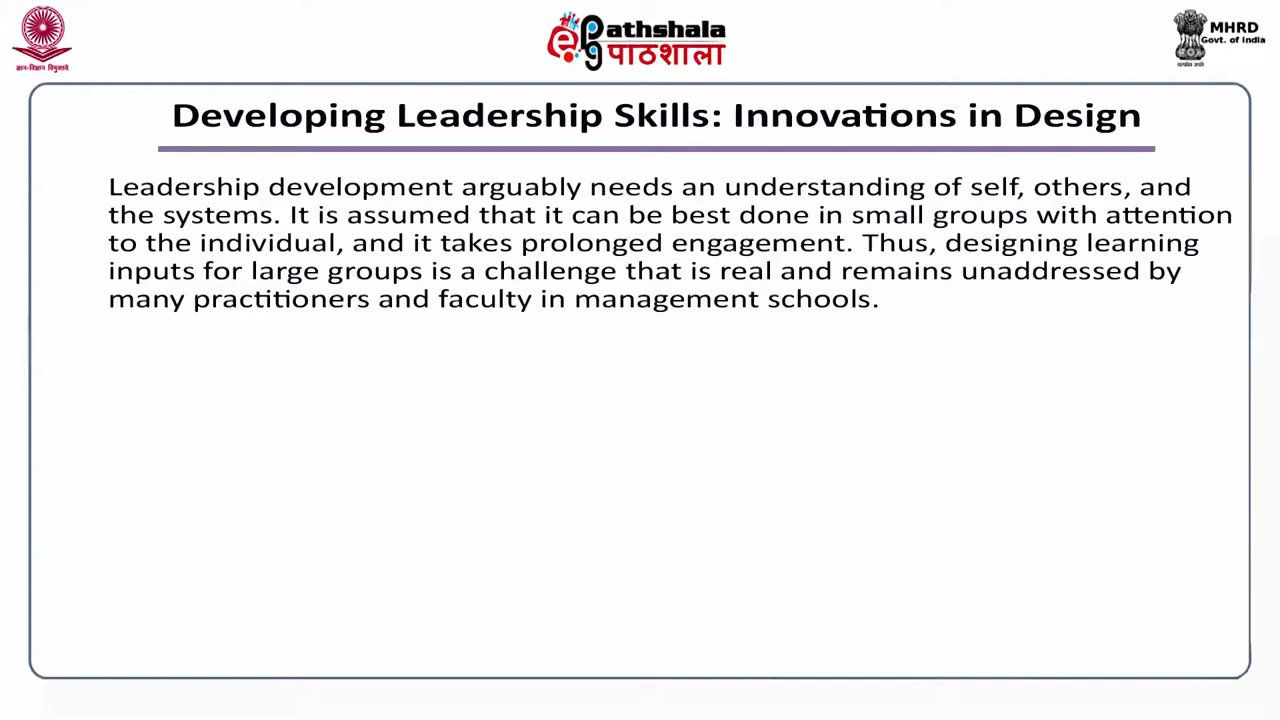 ज्ञान-विज्ञान विमुक्तये
e
Pathshala
pg पाठशाला
MHRD
Govt. of India
Developing Leadership Skills: Innovations in Design
Leadership development arguably needs an understanding of self, others, and
the systems. It is assumed that it can be best done in small groups with attention
to the individual, and it takes prolonged engagement. Thus, designing learning
inputs for large groups is a challenge that is real and remains unaddressed by
many practitioners and faculty in management schools.